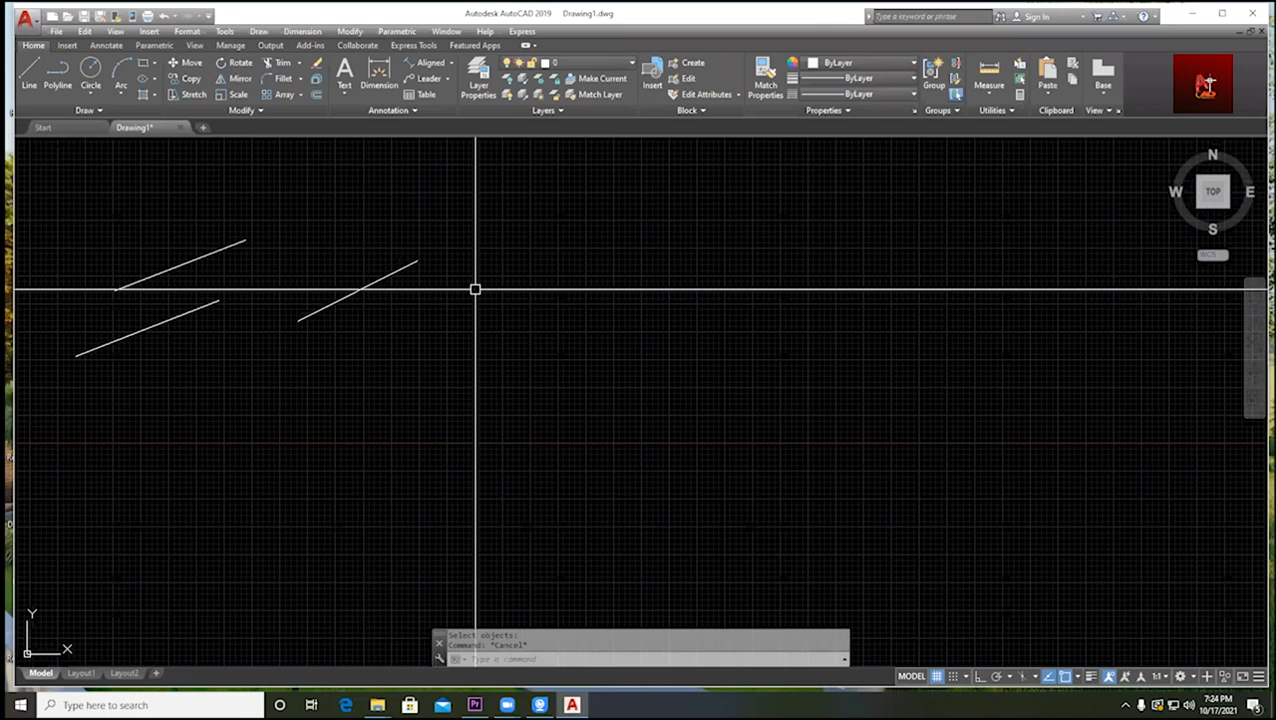 Autodesk AutoCAD 2019 Drawing1.dwg
Type a keyword or phrase
Sign In
File Edit View Insert Format Tools Draw Dimension Modify Parametric Window Help Express
Home Insert Annotate Parametric View Manage Output Add-ins Collaborate Express Tools Featured Apps
Line Polyline Circle Arc
Move Rotate Trim
Copy Mirror Fillet
Stretch Scale Array
Text Dimension
Aligned
Leader
Table
Layer
Properties
0
Make Current
Match Layer
Insert
Create
Edit
Edit Attributes
Match
Properties
ByLayer
ByLayer
ByLayer
Group
Measure
Paste
Base
Draw Modify Annotation Layers Block Properties Groups Utilities Clipboard View
Start Drawing1*
N
W TOP E
S
WCS
Y
X
Select objects:
Command: *Cancel*
Type a command
Model Layout1 Layout2
MODEL
1:1
Type here to search
7:24 PM
10/17/2021